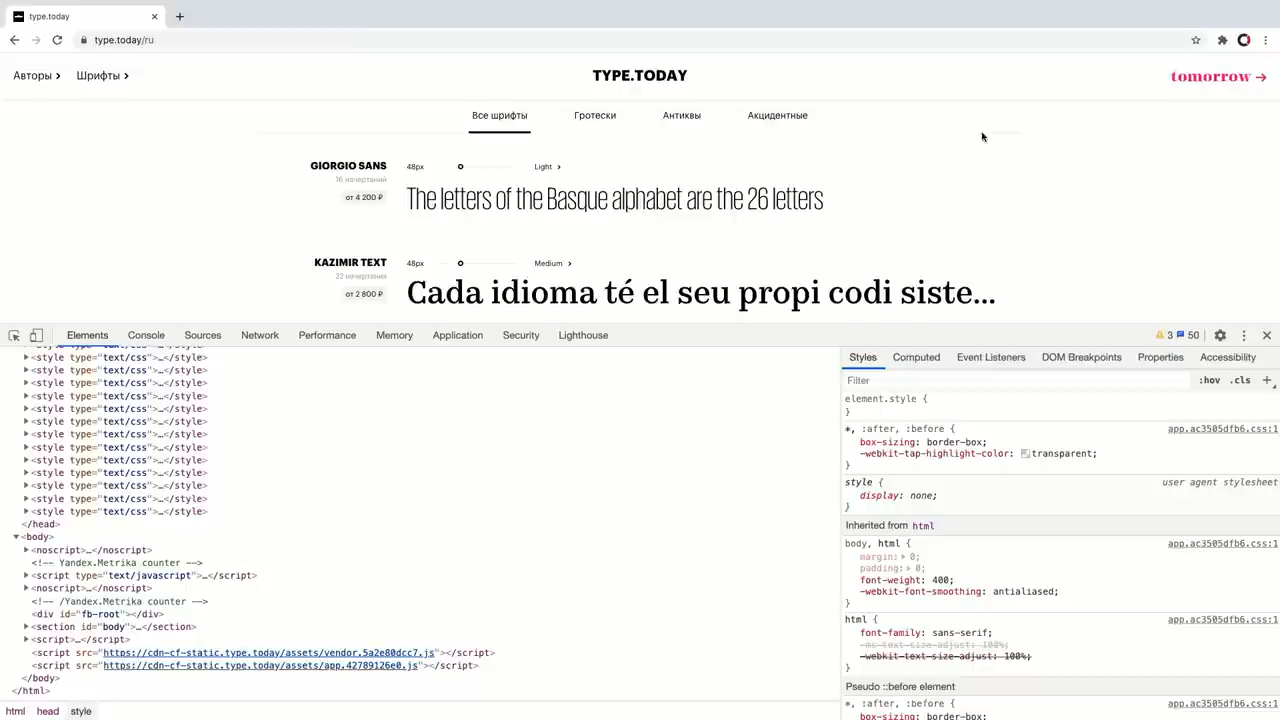 type.today
type.today/ru
Авторы
Шрифты
TYPE.TODAY
tomorrow →
Все шрифты
Гротески
Антиквы
Акцидентные
GIORGIO SANS
48px
Light
16 начертаний
от 4 200 ₽
The letters of the Basque alphabet are the 26 letters
KAZIMIR TEXT
48px
Medium
22 начертания
от 2 800 ₽
Cada idioma té el seu propi codi siste...
Elements Console Sources Network Performance Memory Application Security Lighthouse
3 50
<style type="text/css">…</style>
<style type="text/css">…</style>
<style type="text/css">…</style>
<style type="text/css">…</style>
<style type="text/css">…</style>
<style type="text/css">…</style>
<style type="text/css">…</style>
<style type="text/css">…</style>
<style type="text/css">…</style>
<style type="text/css">…</style>
<style type="text/css">…</style>
<style type="text/css">…</style>
<style type="text/css">…</style>
</head>
<body>
<noscript>…</noscript>
<!-- Yandex.Metrika counter -->
<script type="text/javascript">…</script>
<noscript>…</noscript>
<!-- /Yandex.Metrika counter -->
<div id="fb-root"></div>
<section id="body">…</section>
<script>…</script>
<script src="https://cdn-cf-static.type.today/assets/vendor.5a2e80dcc7.js"></script>
<script src="https://cdn-cf-static.type.today/assets/app.42789126e0.js"></script>
</body>
</html>
html head style
Styles Computed Event Listeners DOM Breakpoints Properties Accessibility
Filter
:hov .cls +
element.style {
}
*, :after, :before {
app.ac3505dfb6.css:1
box-sizing: border-box;
-webkit-tap-highlight-color: transparent;
}
style {
user agent stylesheet
display: none;
}
Inherited from html
body, html {
app.ac3505dfb6.css:1
margin: 0;
padding: 0;
font-weight: 400;
-webkit-font-smoothing: antialiased;
}
html {
app.ac3505dfb6.css:1
font-family: sans-serif;
-ms-text-size-adjust: 100%;
-webkit-text-size-adjust: 100%;
}
Pseudo ::before element
*, :after, :before {
app.ac3505dfb6.css:1
box-sizing: border-box;